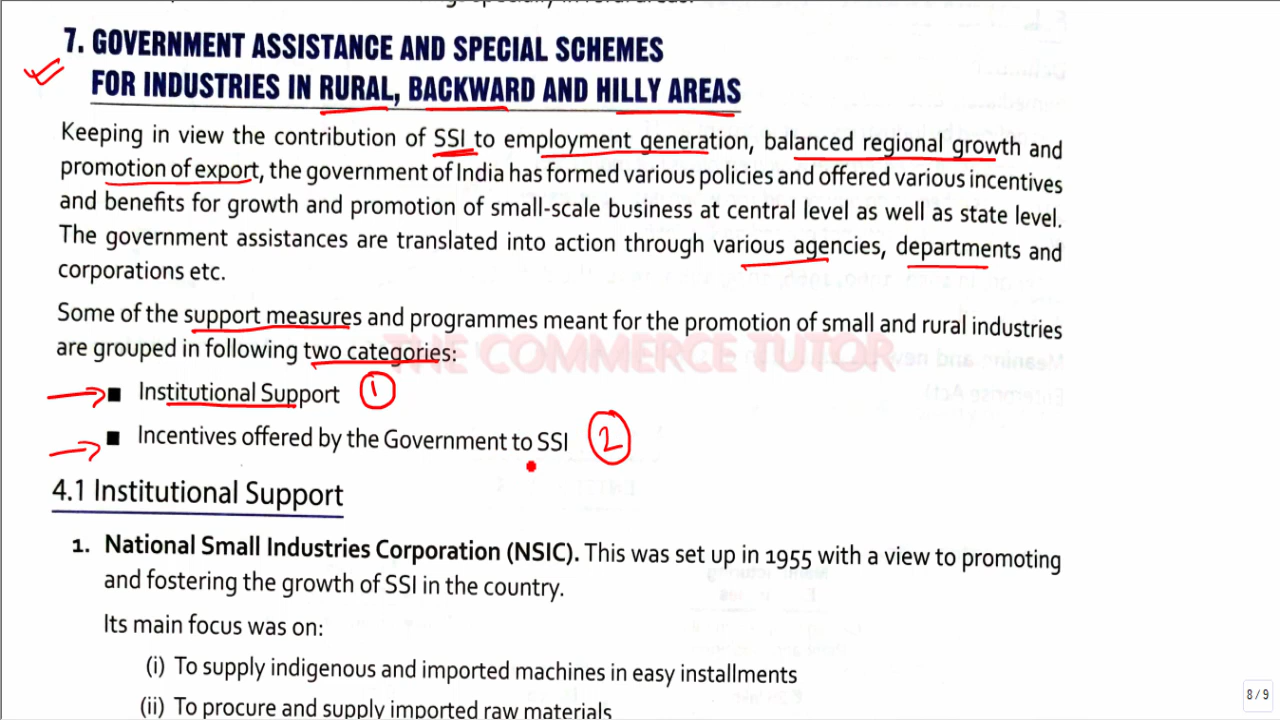 7. GOVERNMENT ASSISTANCE AND SPECIAL SCHEMES
FOR INDUSTRIES IN RURAL, BACKWARD AND HILLY AREAS
Keeping in view the contribution of SSI to employment generation, balanced regional growth and
promotion of export, the government of India has formed various policies and offered various incentives
and benefits for growth and promotion of small-scale business at central level as well as state level.
The government assistances are translated into action through various agencies, departments and
corporations etc.
Some of the support measures and programmes meant for the promotion of small and rural industries
are grouped in following two categories:
THE COMMERCE TUTOR
■ Institutional Support 1
■ Incentives offered by the Government to SSI 2
4.1 Institutional Support
1. National Small Industries Corporation (NSIC). This was set up in 1955 with a view to promoting
and fostering the growth of SSI in the country.
Its main focus was on:
(i) To supply indigenous and imported machines in easy installments
(ii) To procure and supply imported raw materials
8 / 9